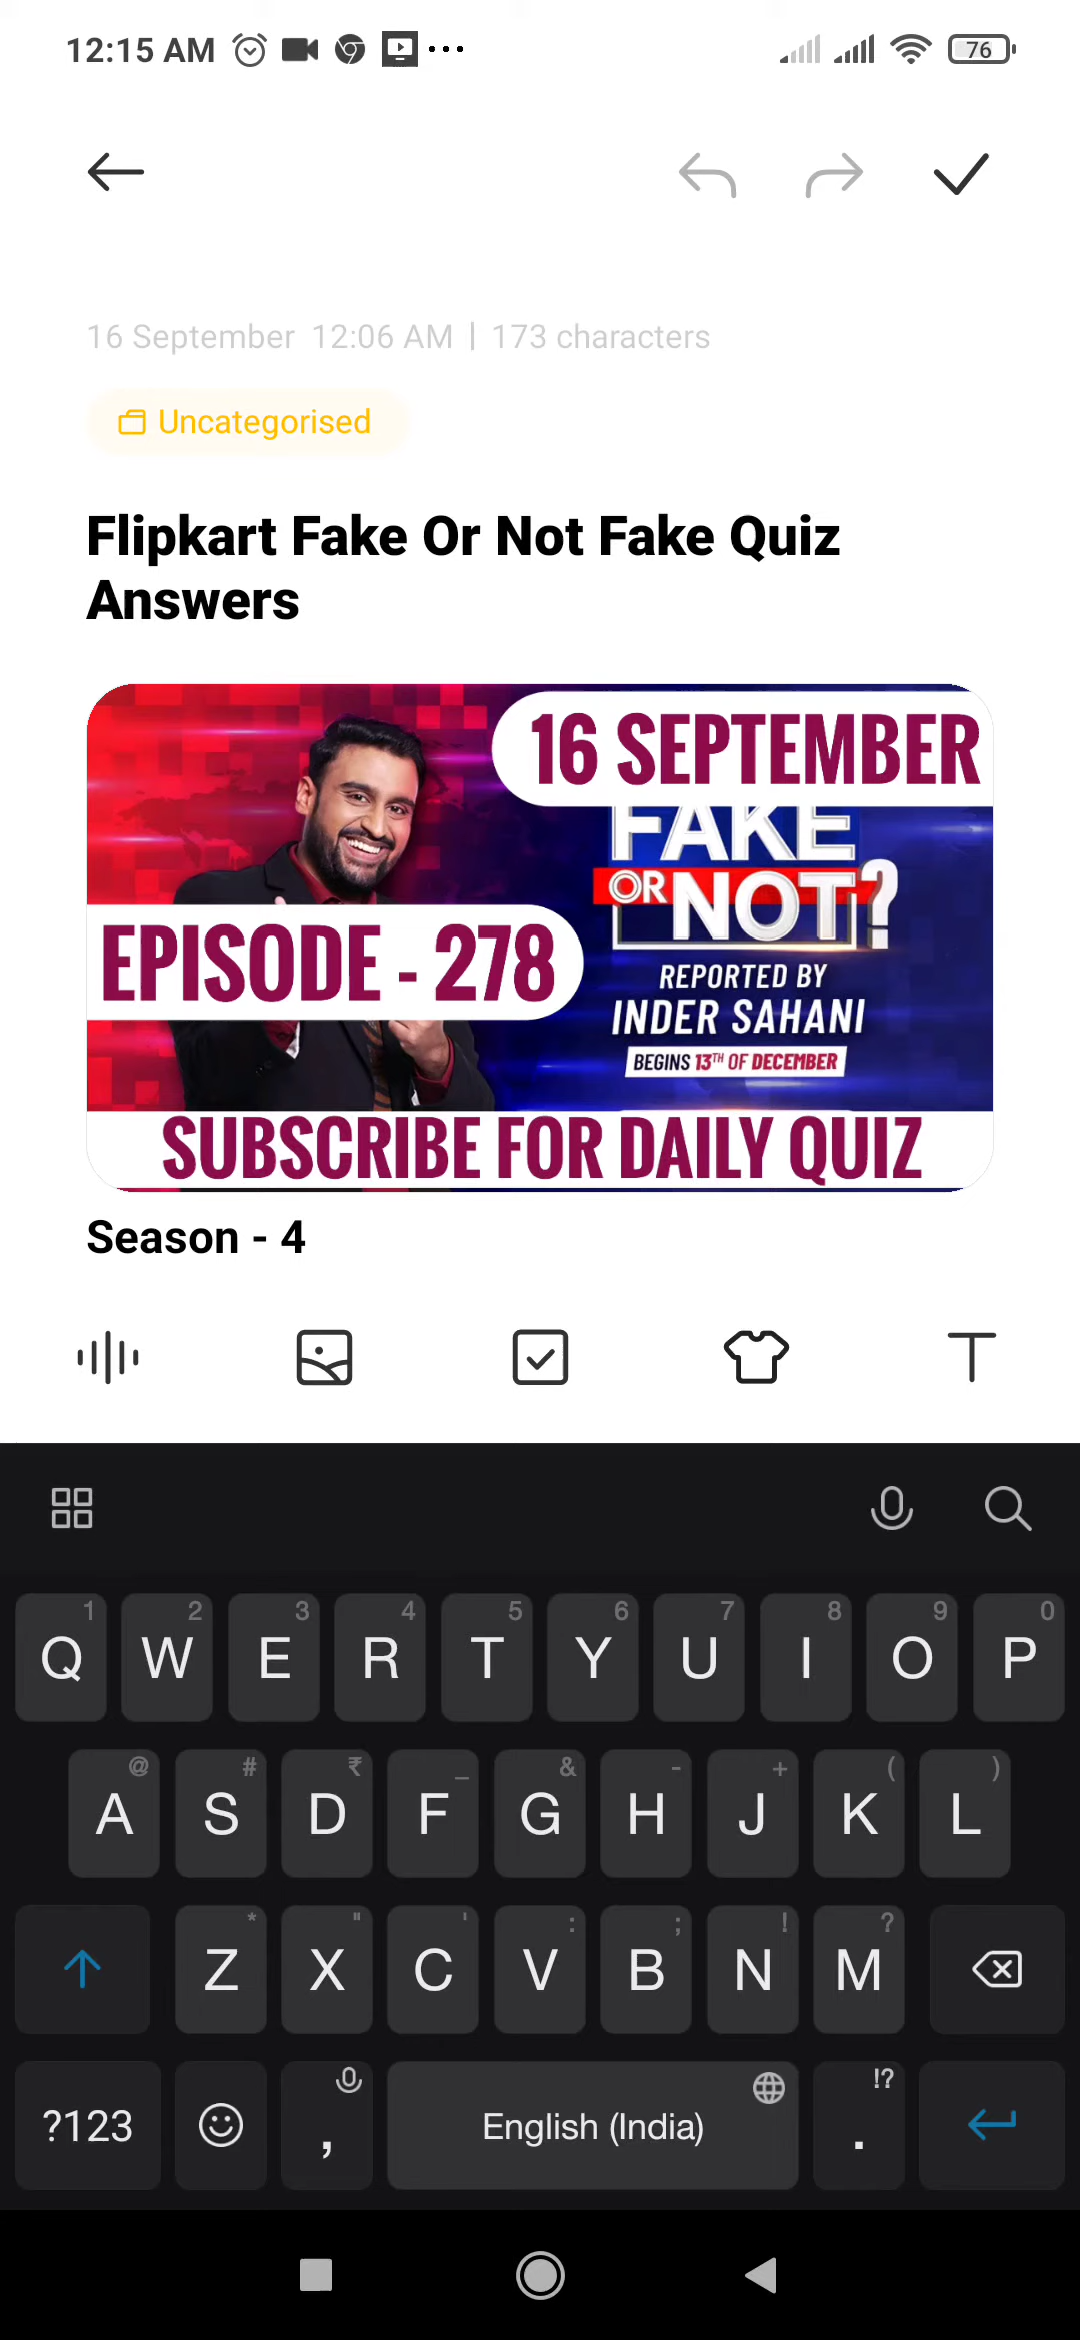 12:15 AM
76
16 September 12:06 AM | 173 characters
Uncategorised
Flipkart Fake Or Not Fake Quiz
Answers
16 SEPTEMBER
FAKE
OR NOT?
EPISODE - 278
REPORTED BY
INDER SAHANI
BEGINS 13TH OF DECEMBER
SUBSCRIBE FOR DAILY QUIZ
Season - 4
T
1 2 3 4 5 6 7 8 9 0
Q W E R T Y U I O P
@ # ₹ _ & - + ( )
A S D F G H J K L
* " ' : ; ! ?
Z X C V B N M
!?
?123 , English (India) .